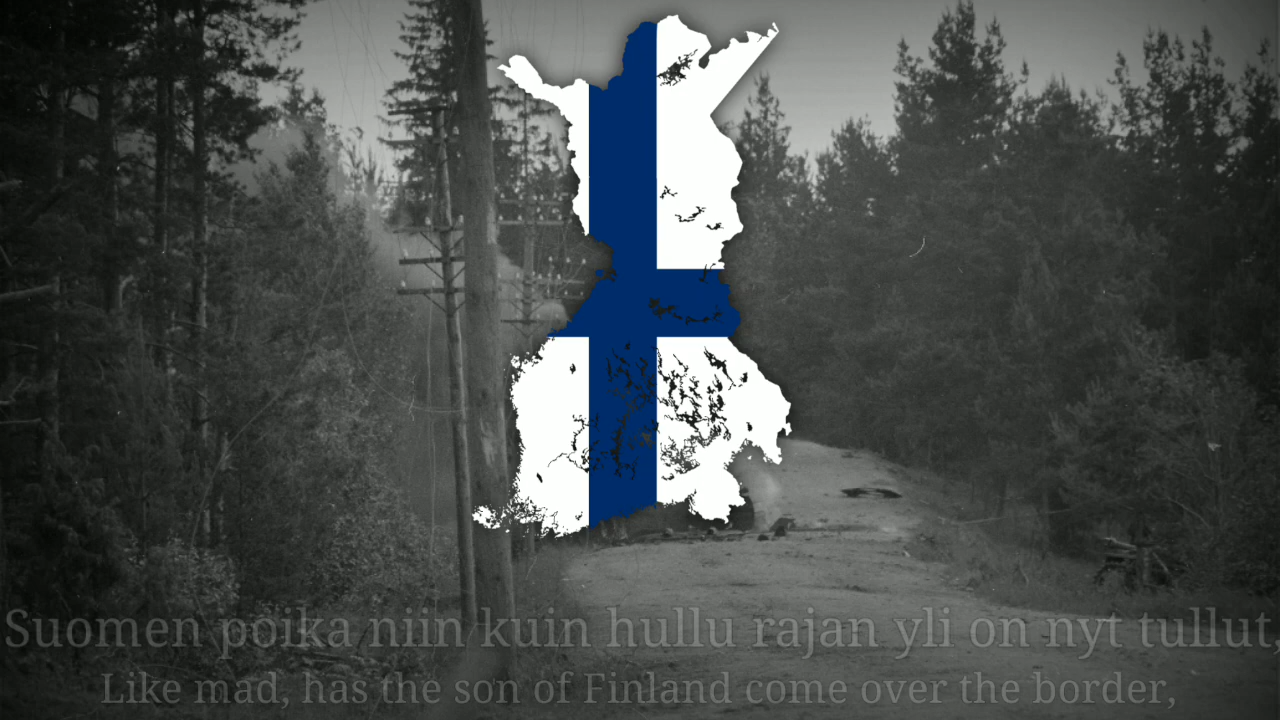 Suomen poika niin kuin hullu rajan yli on nyt tullut,
Like mad, has the son of Finland come over the border,